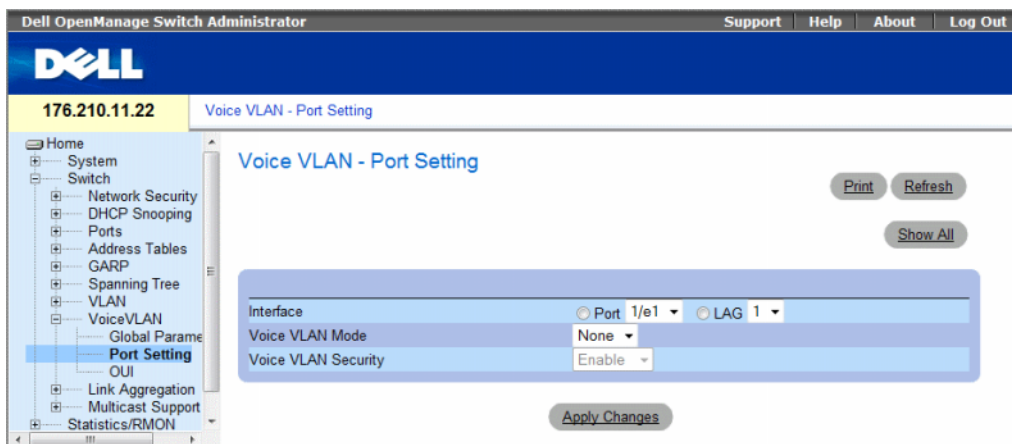 Dell OpenManage Switch Administrator
Support Help About Log Out
DELL
176.210.11.22
Voice VLAN - Port Setting
Home
System
Switch
Network Security
DHCP Snooping
Ports
Address Tables
GARP
Spanning Tree
VLAN
VoiceVLAN
Global Parame
Port Setting
OUI
Link Aggregation
Multicast Support
Statistics/RMON
Voice VLAN - Port Setting
Print Refresh
Show All
Interface Port 1/e1 LAG 1
Voice VLAN Mode None
Voice VLAN Security Enable
Apply Changes